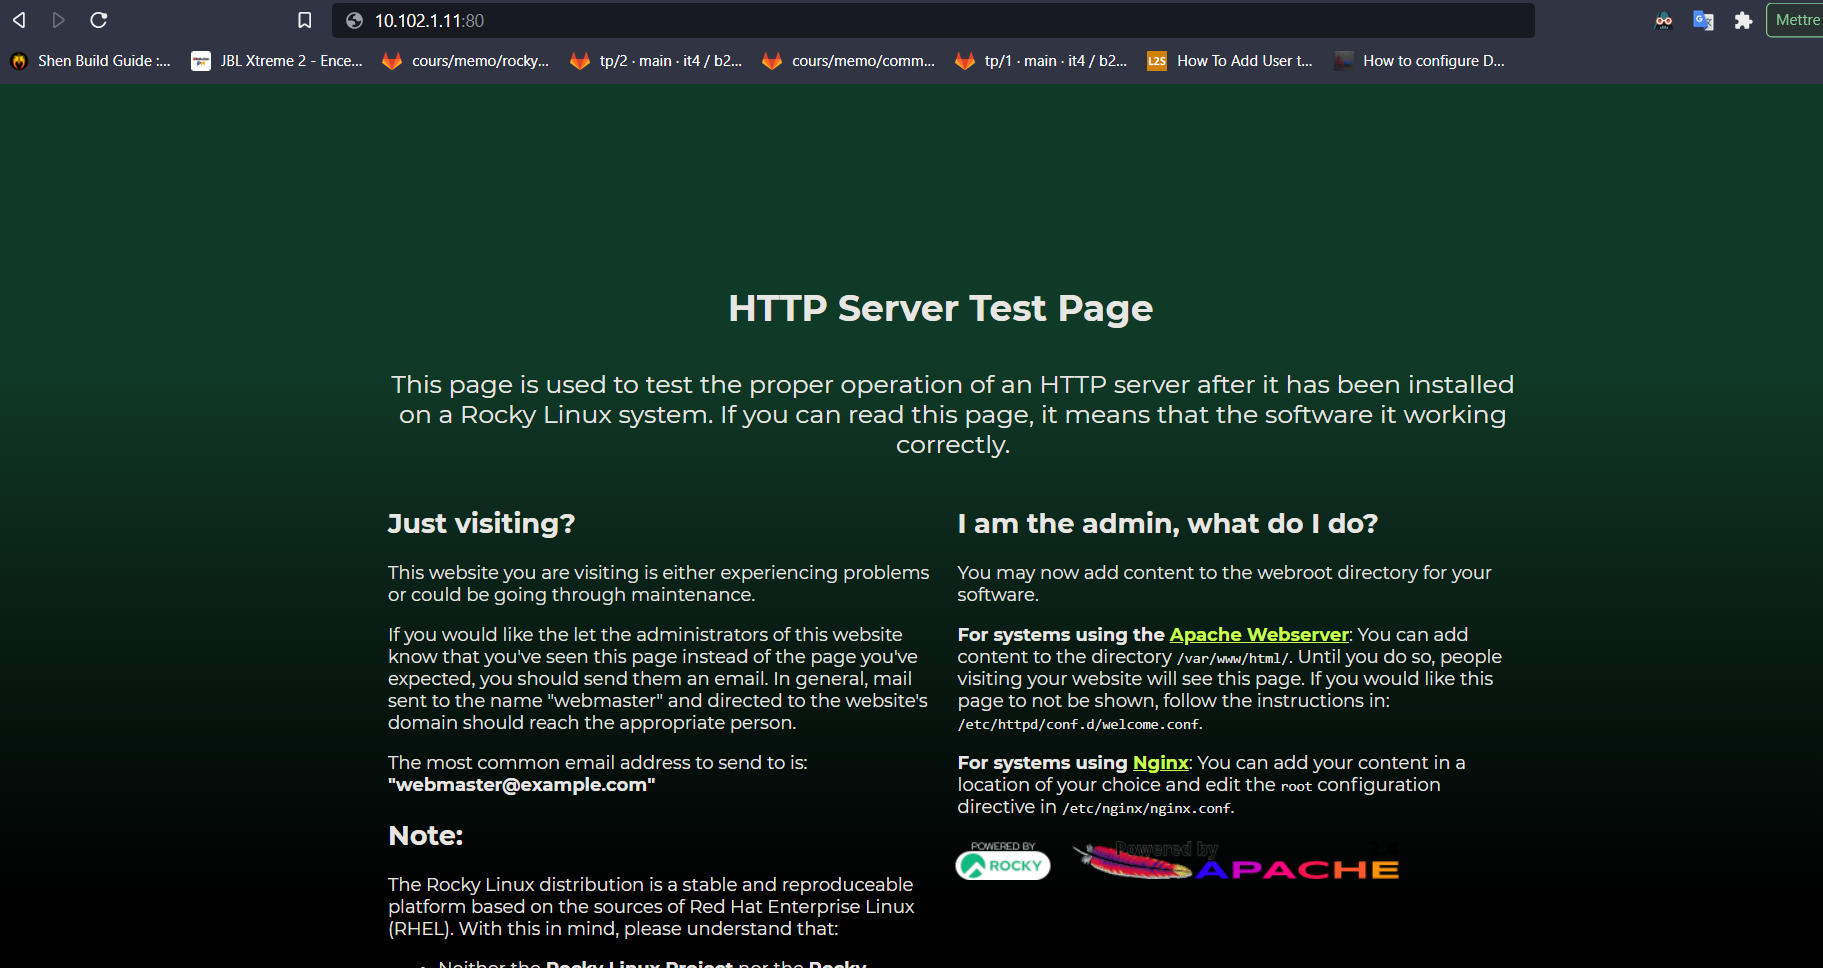 10.102.1.11:80
Mettre
Shen Build Guide :...
JBL Xtreme 2 - Ence...
cours/memo/rocky...
tp/2 · main · it4 / b2...
cours/memo/comm...
tp/1 · main · it4 / b2...
L2S
How To Add User t...
How to configure D...
HTTP Server Test Page
This page is used to test the proper operation of an HTTP server after it has been installed
on a Rocky Linux system. If you can read this page, it means that the software it working
correctly.
Just visiting?
This website you are visiting is either experiencing problems
or could be going through maintenance.
If you would like the let the administrators of this website
know that you've seen this page instead of the page you've
expected, you should send them an email. In general, mail
sent to the name "webmaster" and directed to the website's
domain should reach the appropriate person.
The most common email address to send to is:
"webmaster@example.com"
Note:
The Rocky Linux distribution is a stable and reproduceable
platform based on the sources of Red Hat Enterprise Linux
(RHEL). With this in mind, please understand that:
Neither the Rocky Linux Project nor the Rocky
I am the admin, what do I do?
You may now add content to the webroot directory for your
software.
For systems using the Apache Webserver: You can add
content to the directory /var/www/html/. Until you do so, people
visiting your website will see this page. If you would like this
page to not be shown, follow the instructions in:
/etc/httpd/conf.d/welcome.conf.
For systems using Nginx: You can add your content in a
location of your choice and edit the root configuration
directive in /etc/nginx/nginx.conf.
POWERED BY
ROCKY
Powered by
APACHE